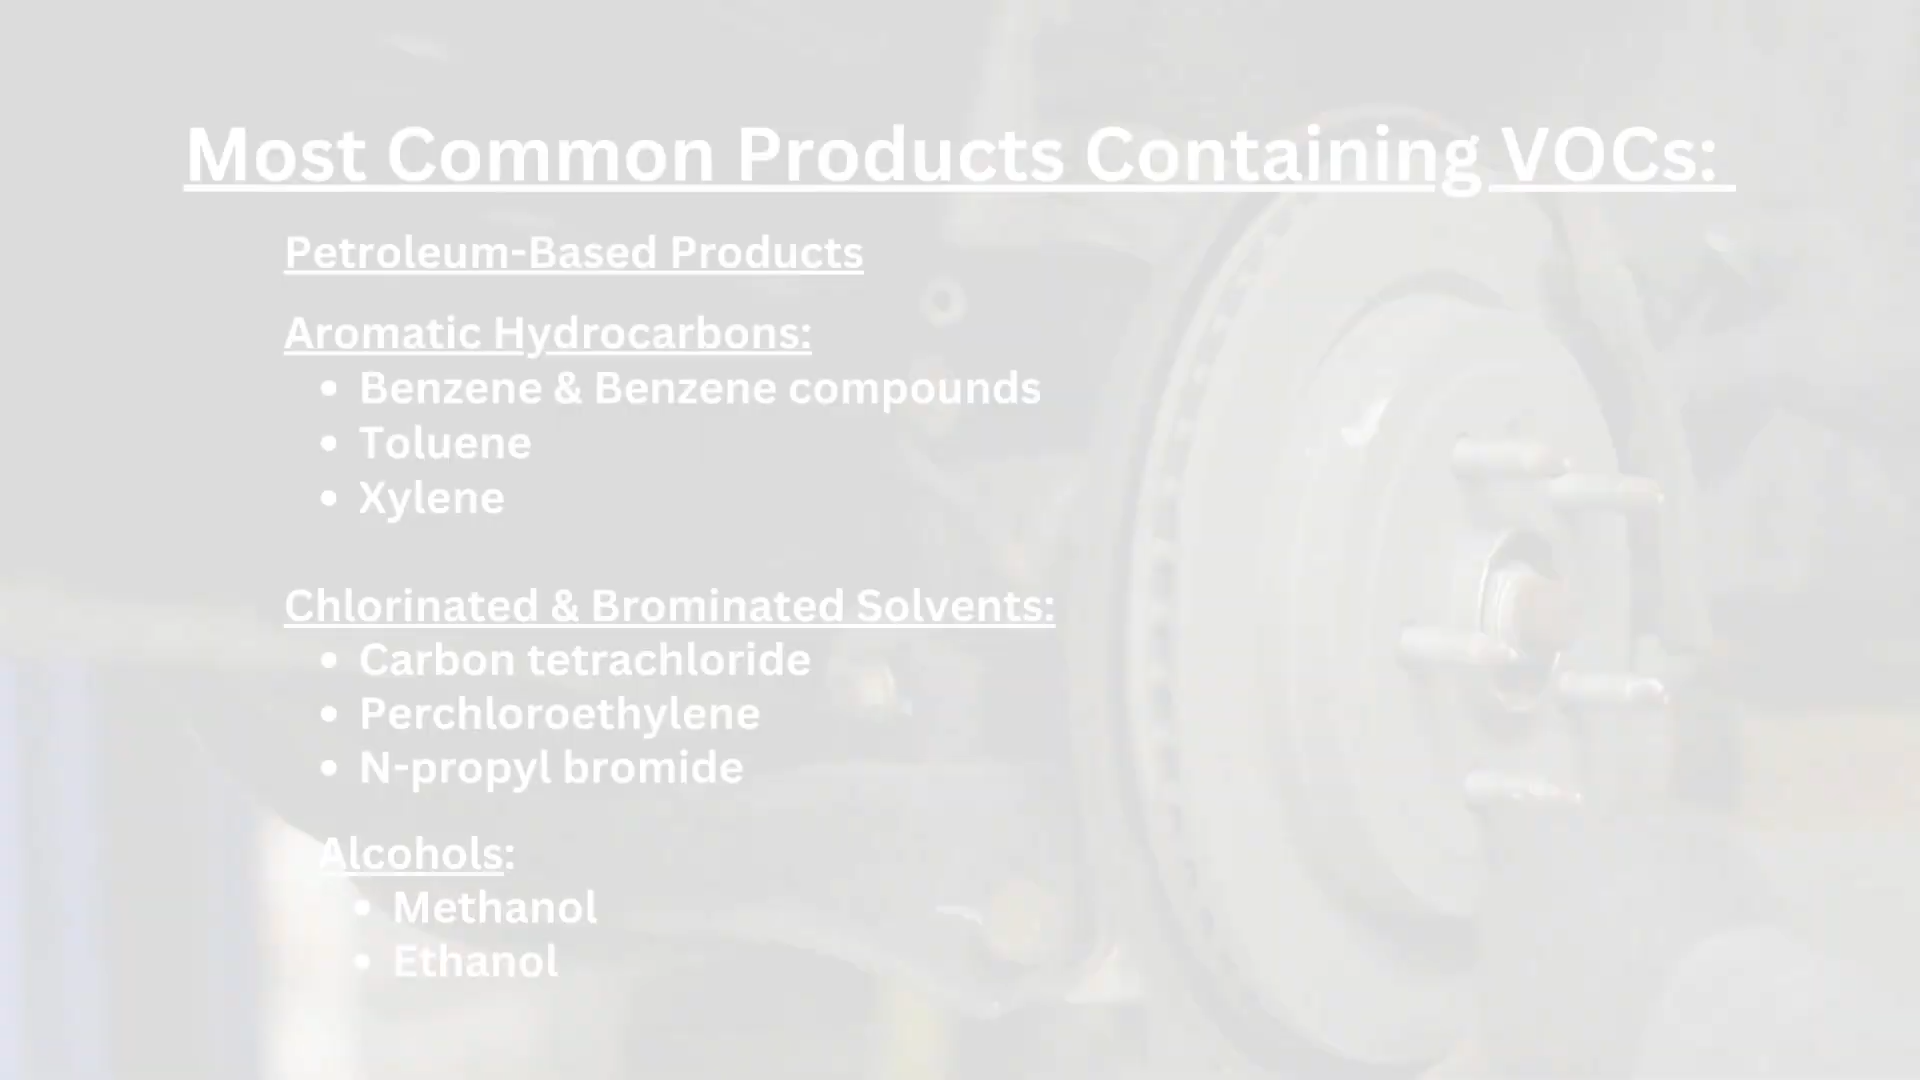 Most Common Products Containing VOCs:
Petroleum-Based Products
Aromatic Hydrocarbons:
• Benzene & Benzene compounds
• Toluene
• Xylene
Chlorinated & Brominated Solvents:
• Carbon tetrachloride
• Perchloroethylene
• N-propyl bromide
Alcohols:
• Methanol
• Ethanol